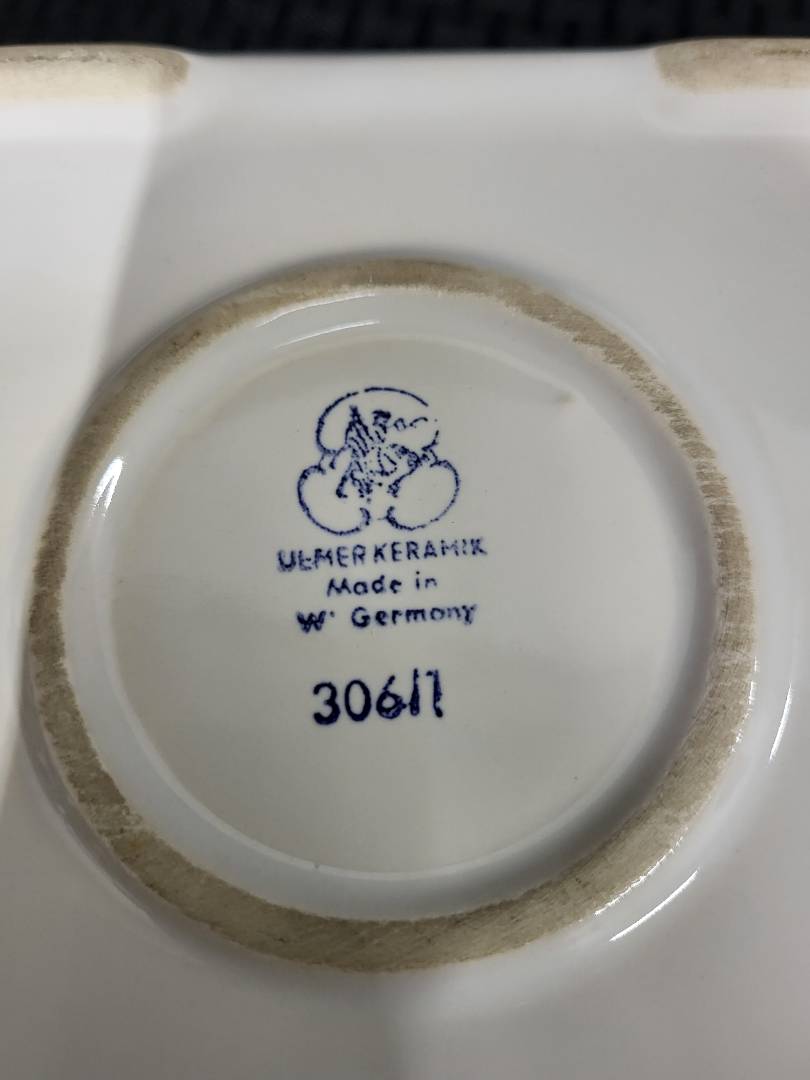 ULMER KERAMIK
Made in
W. Germany
306/1